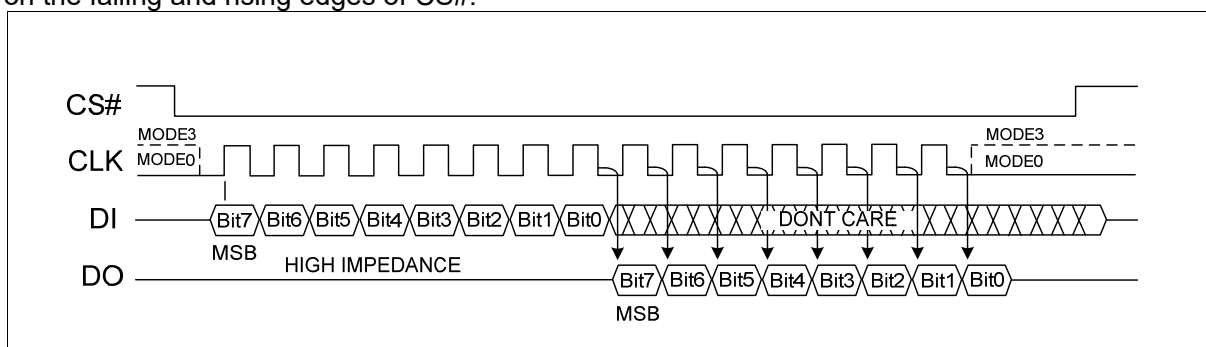 on the falling and rising edges of CS#.
CS#
MODE3 MODE3
CLK MODE0 MODE0
DI Bit7 Bit6 Bit5 Bit4 Bit3 Bit2 Bit1 Bit0 DONT CARE
MSB
HIGH IMPEDANCE
DO Bit7 Bit6 Bit5 Bit4 Bit3 Bit2 Bit1 Bit0
MSB